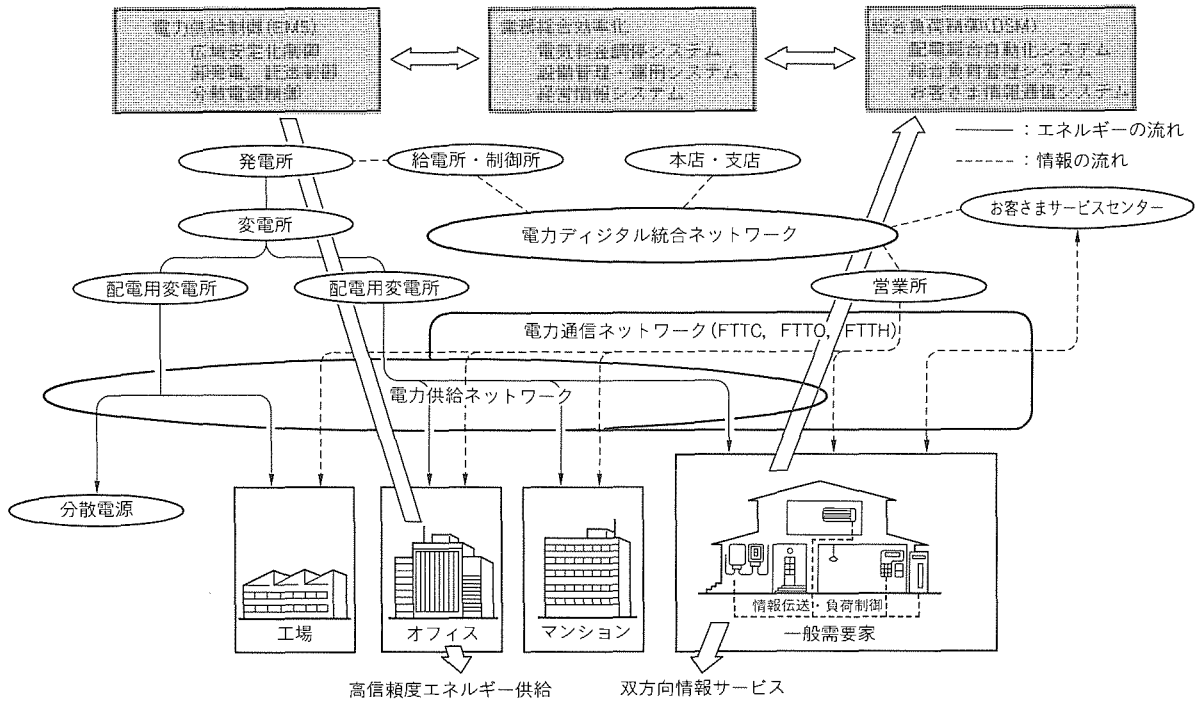 電力供給制御(EMS)
広域安定化制御
分散電源制御
業務総合効率化
電気料金調停システム
設備管理・運用システム
経営情報システム
総合負荷制御(DSM)
配電総合自動化システム
総合負荷管理システム
お客さま情報通信システム
：エネルギーの流れ
：情報の流れ
発電所
給電所・制御所
本店・支店
お客さまサービスセンター
変電所
電力ディジタル統合ネットワーク
配電用変電所
配電用変電所
営業所
電力通信ネットワーク(FTTC, FTTO, FTTH)
電力供給ネットワーク
分散電源
情報伝送・負荷制御
工場
オフィス
マンション
一般需要家
高信頼度エネルギー供給
双方向情報サービス